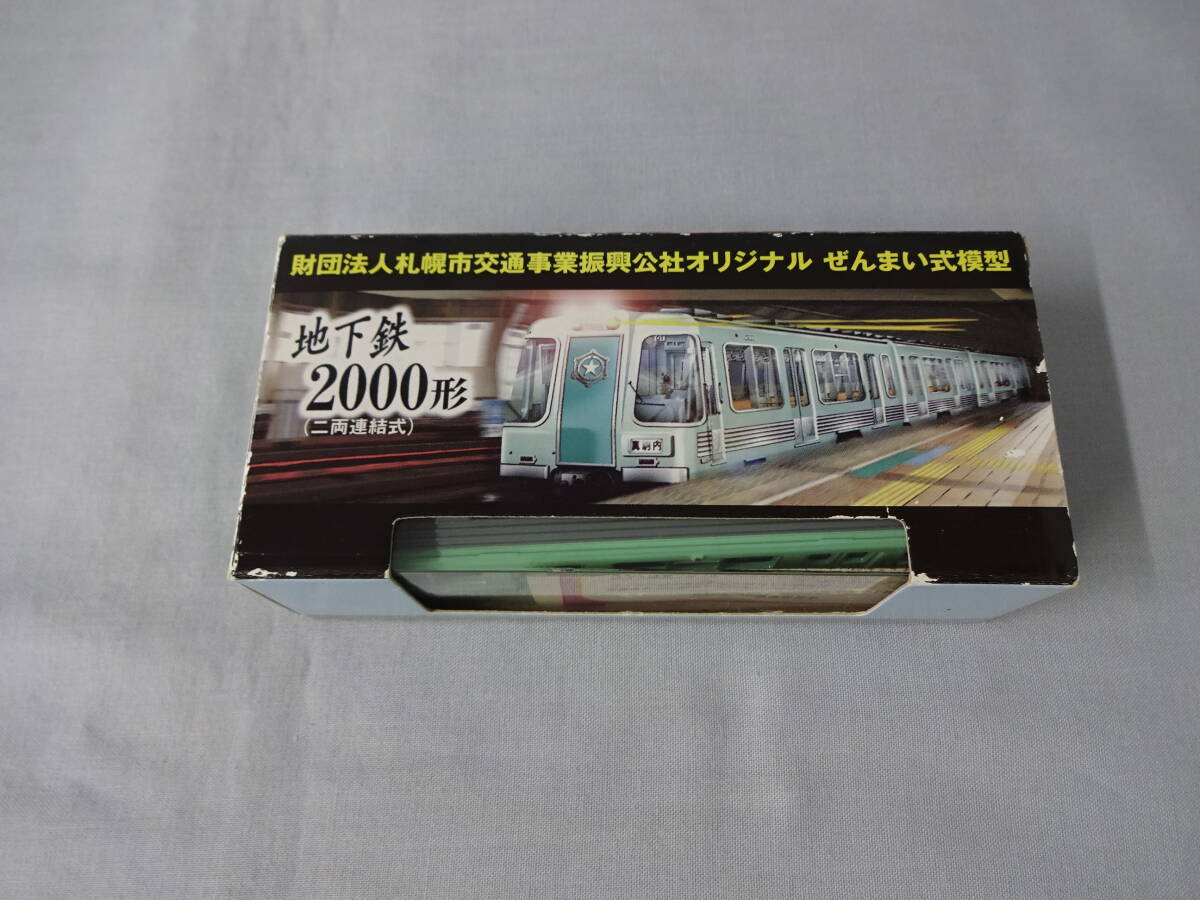 財団法人札幌市交通事業振興公社オリジナル ぜんまい式模型
地下鉄
2000形
(二両連結式)
真駒内